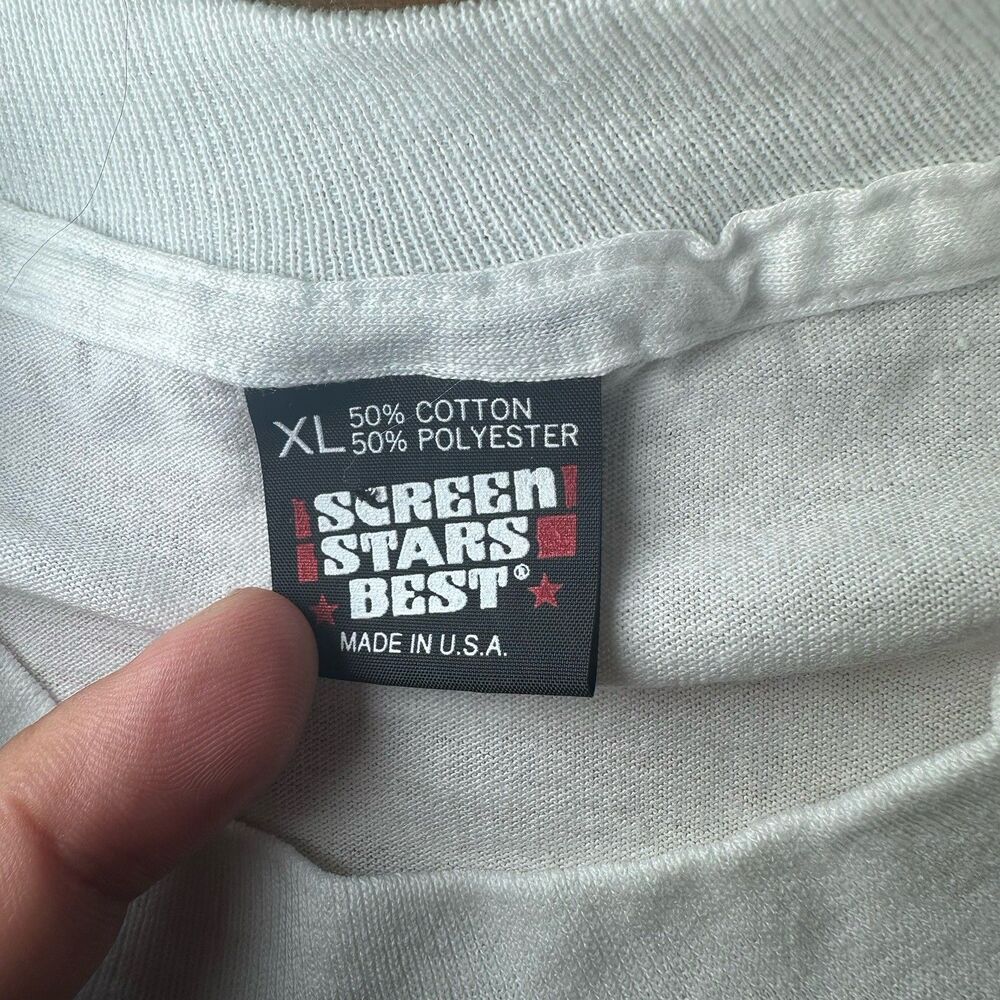 XL 50% COTTON
50% POLYESTER
SCREEN
STARS
BEST®
MADE IN U.S.A.